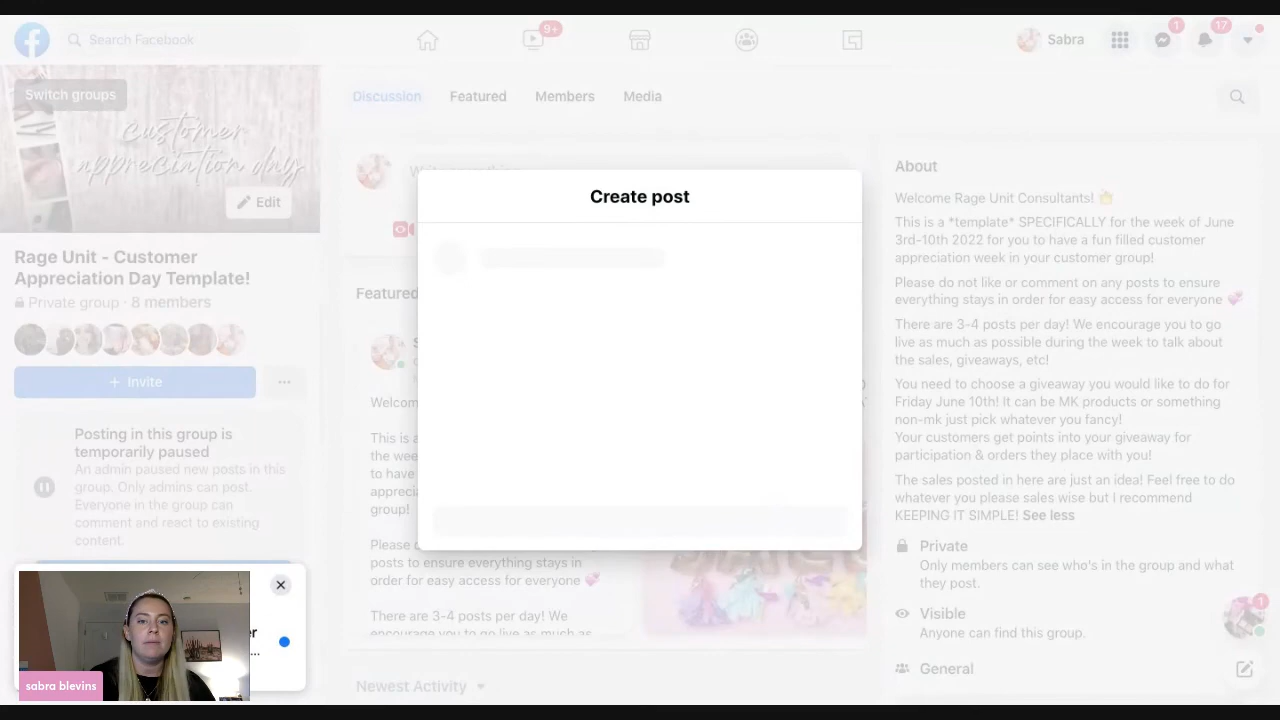 Search Facebook
9+
Sabra
1
17
Switch groups
customer
appreciation day
Edit
Rage Unit - Customer
Appreciation Day Template!
Private group · 8 members
+ Invite
Posting in this group is
temporarily paused
An admin paused new posts in this
group. Only admins can post.
Everyone in the group can
comment and react to existing
content.
sabra blevins
Discussion
Featured
Members
Media
Create post
Featured
Welcom
This is a
the wee
to have
apprecia
group!
Please
posts to ensure
everything stays in
order for easy access for everyone 💞
There are 3-4 posts per day! We
encourage you to go live as much as
Newest Activity
About
Welcome Rage Unit Consultants!
This is a *template* SPECIFICALLY for the week of June
3rd-10th 2022 for you to have a fun filled customer
appreciation week in your customer group!
Please do not like or comment on any posts to ensure
everything stays in order for easy access for everyone 💞
There are 3-4 posts per day! We encourage you to go
live as much as possible during the week to talk about
the sales, giveaways, etc!
You need to choose a giveaway you would like to do for
Friday June 10th! It can be MK products or something
non-mk just pick whatever you fancy!
Your customers get points into your giveaway for
participation & orders they place with you!
The sales posted in here are just an idea! Feel free to do
whatever you please sales wise but I recommend
KEEPING IT SIMPLE! See less
Private
Only members can see who's in the group and what
they post.
Visible
Anyone can find this group.
General
1